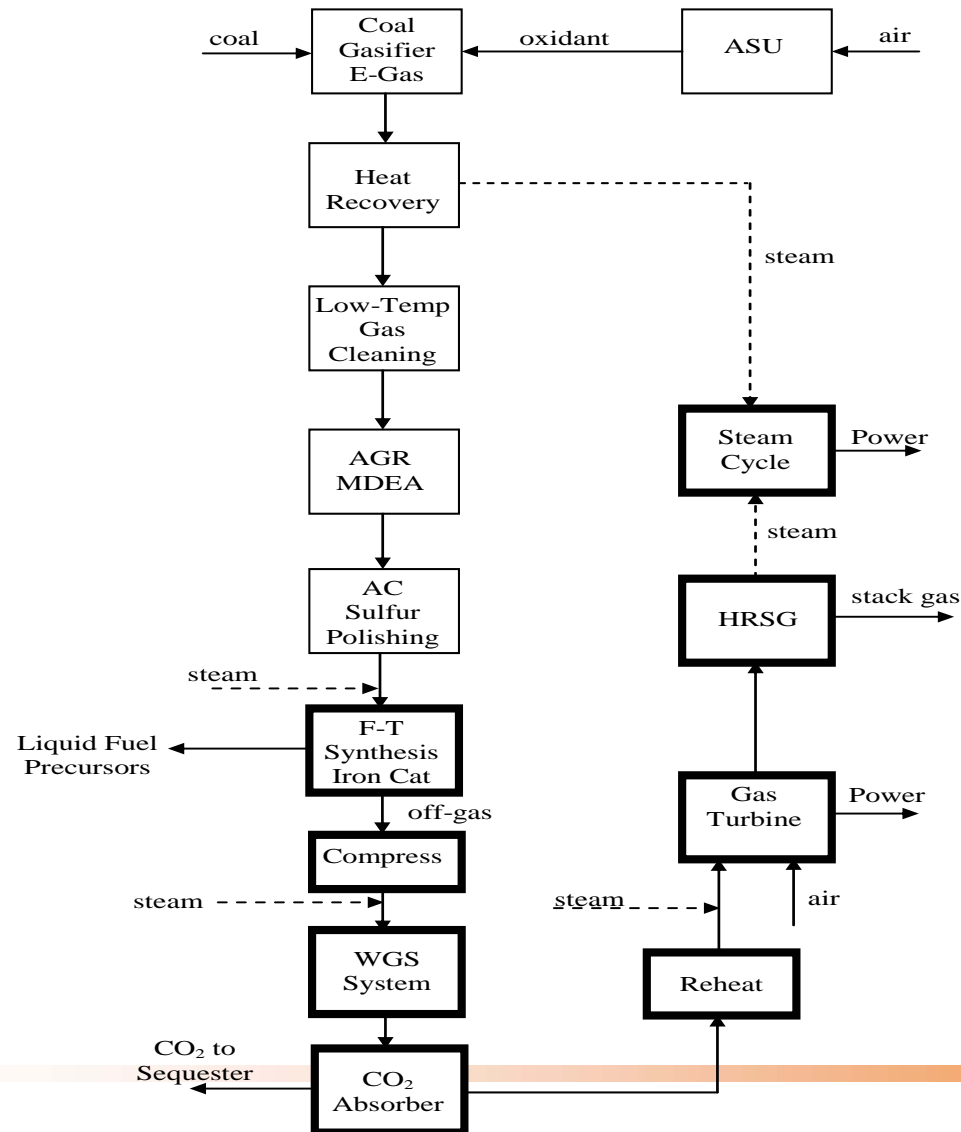 coal
Coal
Gasifier
E-Gas
oxidant
ASU
air
Heat
Recovery
steam
Low-Temp
Gas
Cleaning
Steam
Cycle
Power
AGR
MDEA
steam
AC
Sulfur
Polishing
HRSG
stack gas
steam
F-T
Synthesis
Iron Cat
Liquid Fuel
Precursors
off-gas
Gas
Turbine
Power
Compress
steam
steam
air
WGS
System
Reheat
CO₂ to
Sequester
CO₂
Absorber